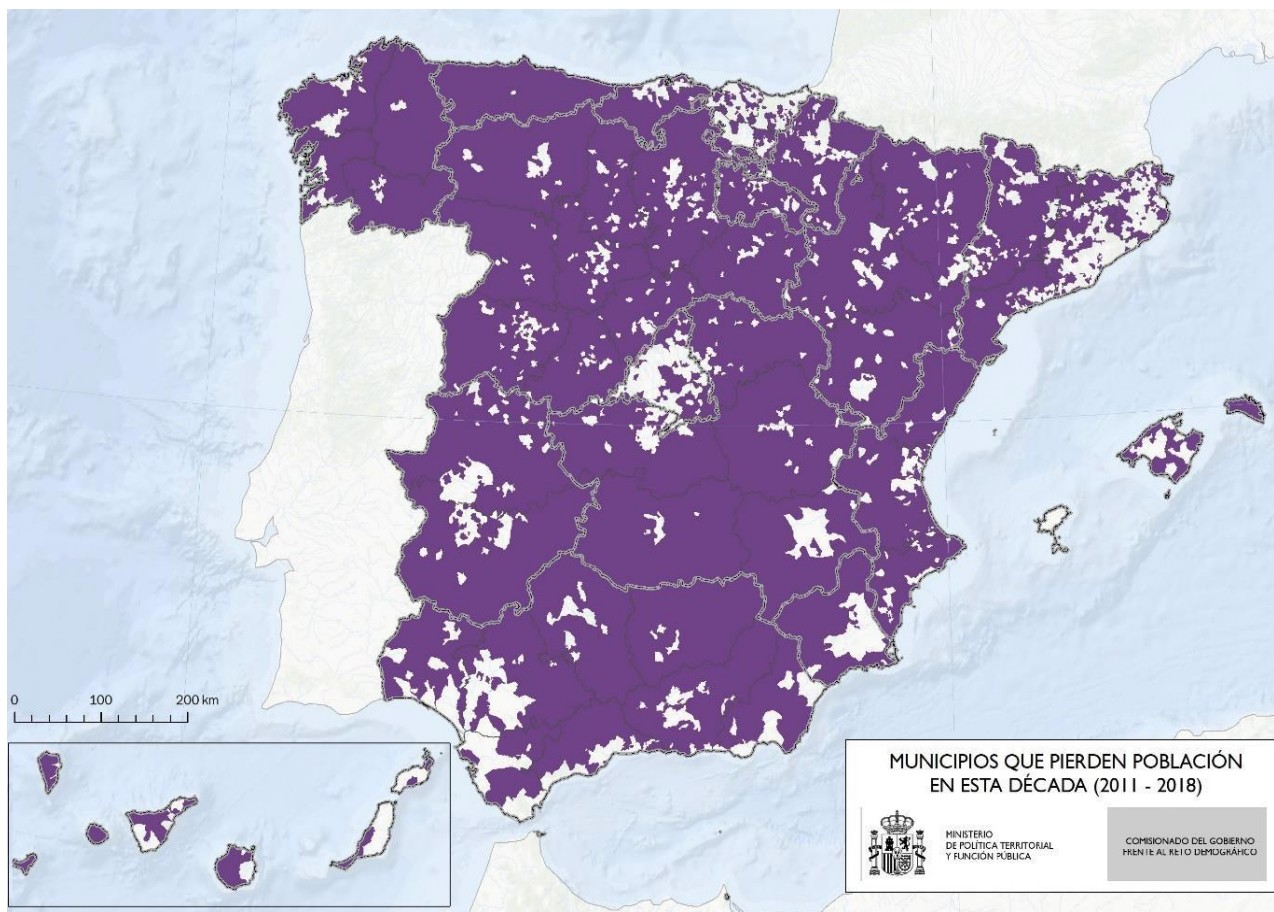 0 100 200 km
MUNICIPIOS QUE PIERDEN POBLACIÓN
EN ESTA DÉCADA (2011 - 2018)
MINISTERIO
DE POLÍTICA TERRITORIAL
Y FUNCIÓN PÚBLICA
COMISIONADO DEL GOBIERNO
FRENTE AL RETO DEMOGRÁFICO